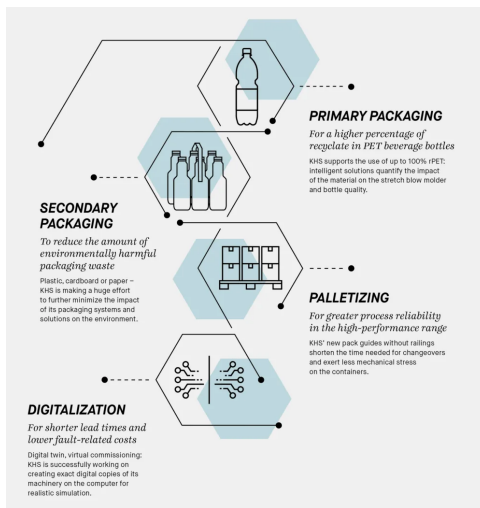 PRIMARY PACKAGING
For a higher percentage of
recyclate in PET beverage bottles
KHS supports the use of up to 100% rPET:
Intelligent solutions quantify the impact
of the material on the stretch blow molder
and bottle quality.
SECONDARY
PACKAGING
To reduce the amount of
environmentally harmful
packaging waste
Plastic, cardboard or paper –
KHS is making a huge effort
to further minimize the impact
of its packaging systems and
solutions on the environment.
PALLETIZING
For greater process reliability
in the high-performance range
KHS' new pack guides without railings
shorten the time needed for changeovers
and exert less mechanical stress
on the containers.
DIGITALIZATION
For shorter lead times and
lower fault-related costs
Digital twin, virtual commissioning:
KHS is successfully working on
creating exact digital copies of its
machinery on the computer for
realistic simulation.